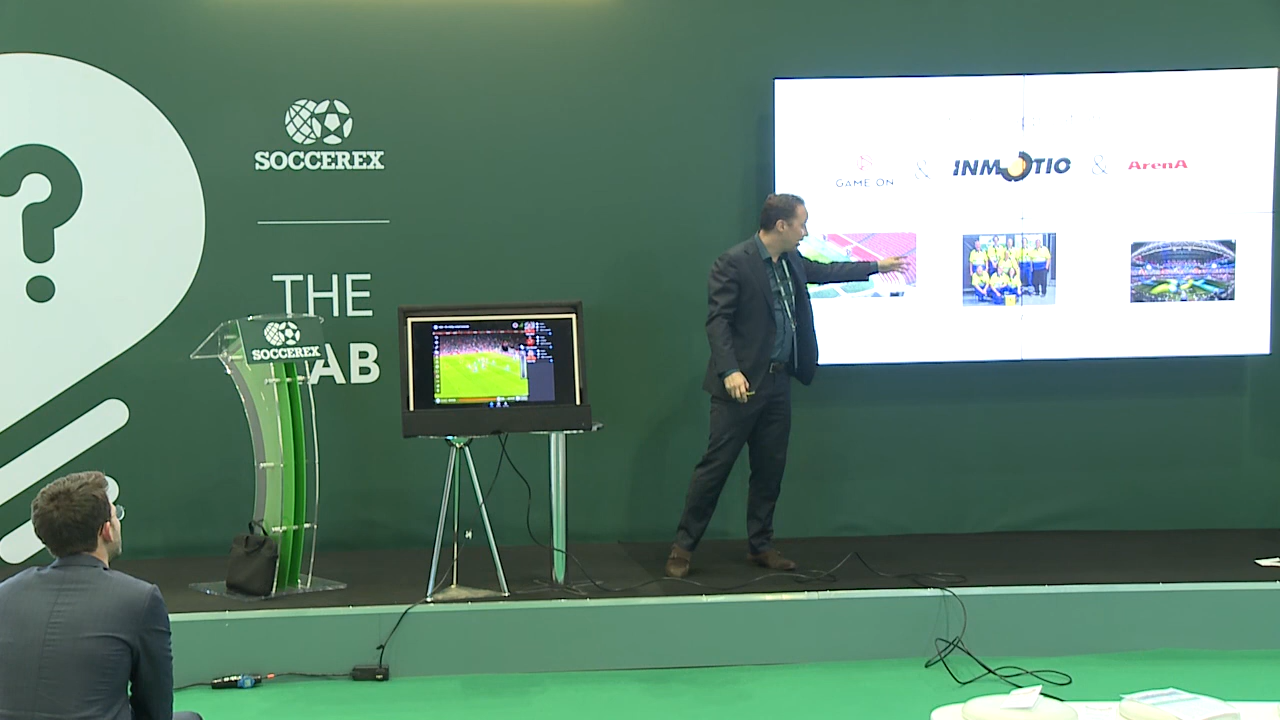 ?
SOCCEREX
THE
AB
SOCCEREX
GAME ON & INMOTIO & ArenA